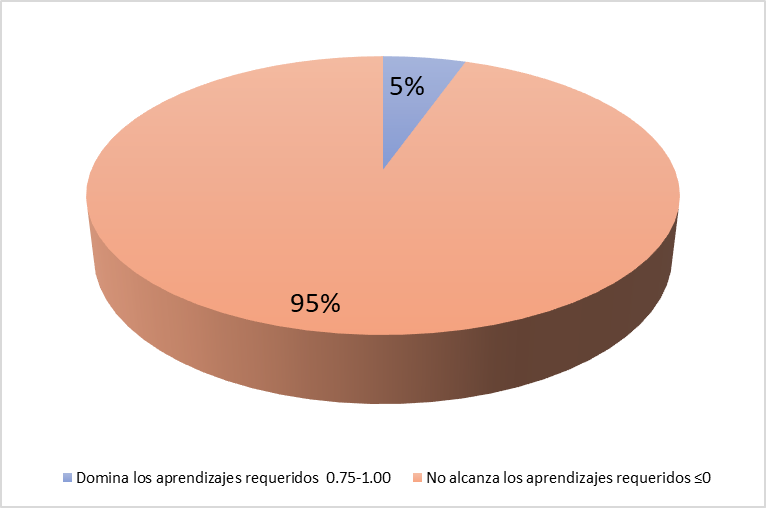 5%
95%
Domina los aprendizajes requeridos 0.75-1.00
No alcanza los aprendizajes requeridos ≤0